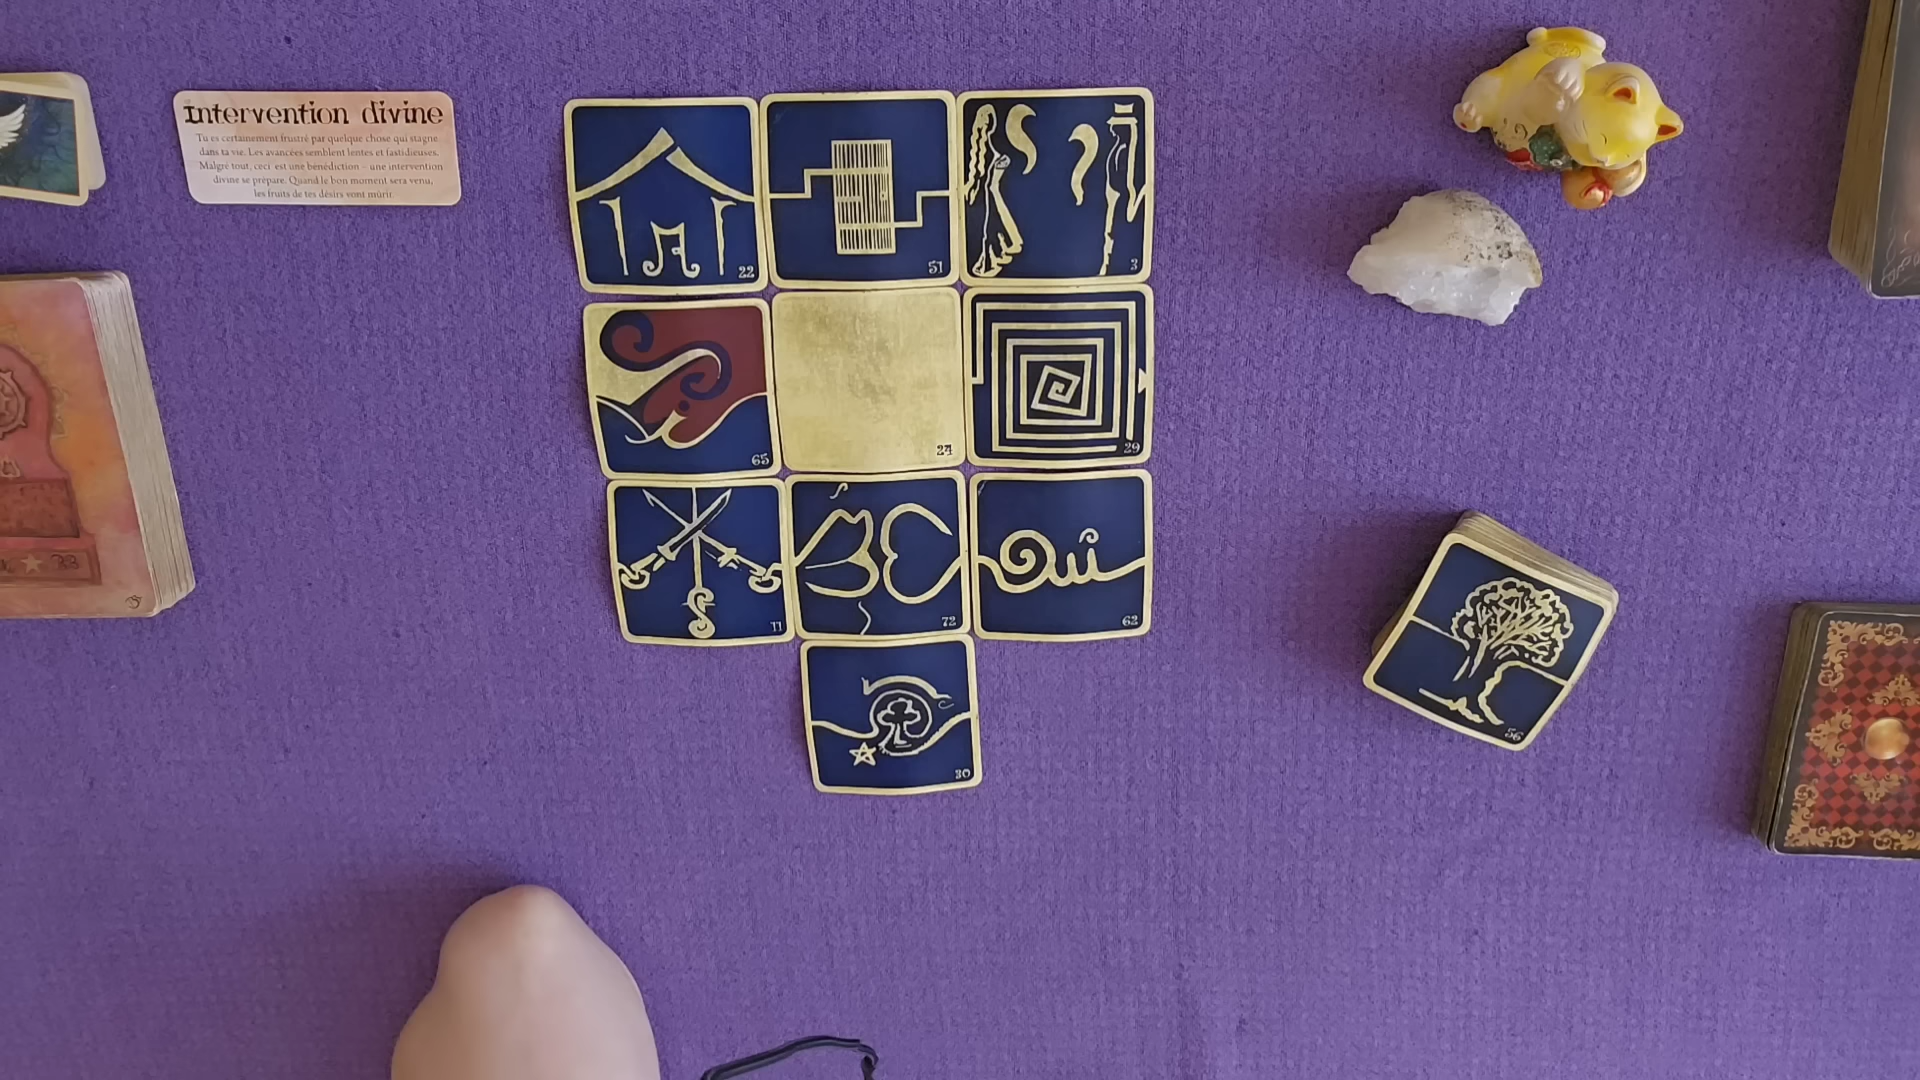 Intervention divine
Tu es certainement frustré par quelque chose qui stagne
dans ta vie. Les avancées semblent lentes et fastidieuses.
Malgré tout, ceci est une bénédiction – une intervention
divine se prépare. Quand le bon moment sera venu,
les fruits de tes désirs vont mûrir.
22
51
3
65
24
29
11
72
62
30
56
33